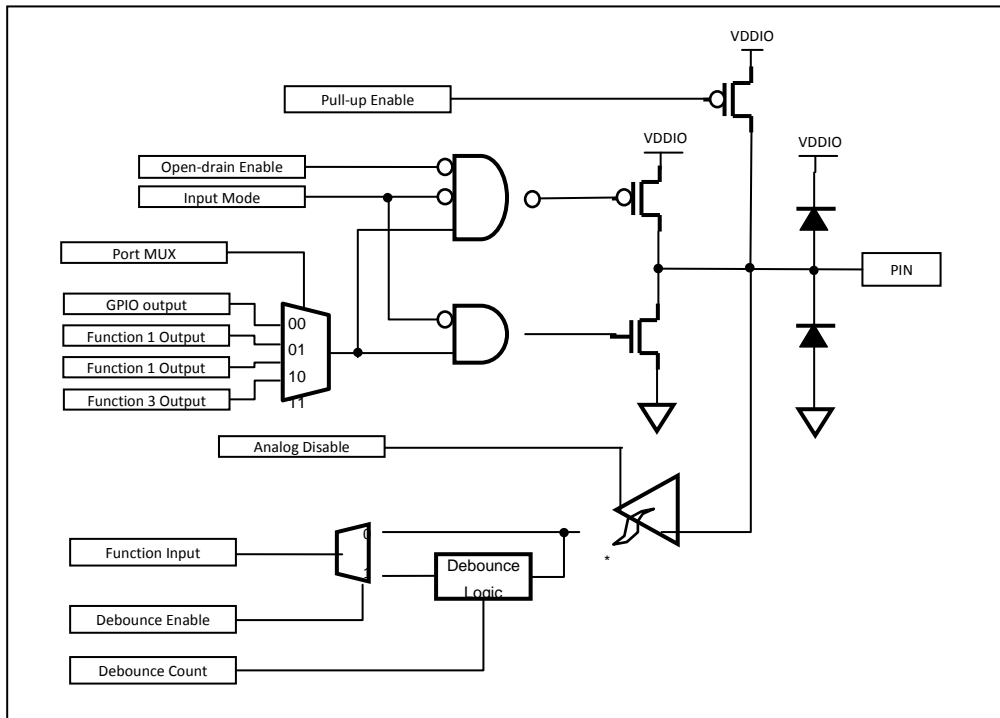 VDDIO
Pull-up Enable
VDDIO
VDDIO
Open-drain Enable
Input Mode
Port MUX
PIN
GPIO output
00
Function 1 Output
01
Function 1 Output
10
Function 3 Output
11
Analog Disable
0
Function Input
1
Debounce
Logic
*
Debounce Enable
Debounce Count